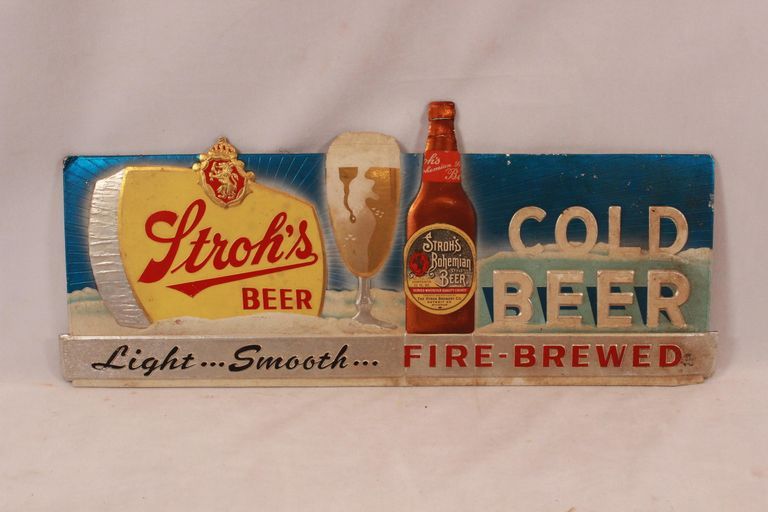 Stroh's
BEER
Stroh's
Bohemian
BEER
COLD
BEER
Light...Smooth...
FIRE-BREWED